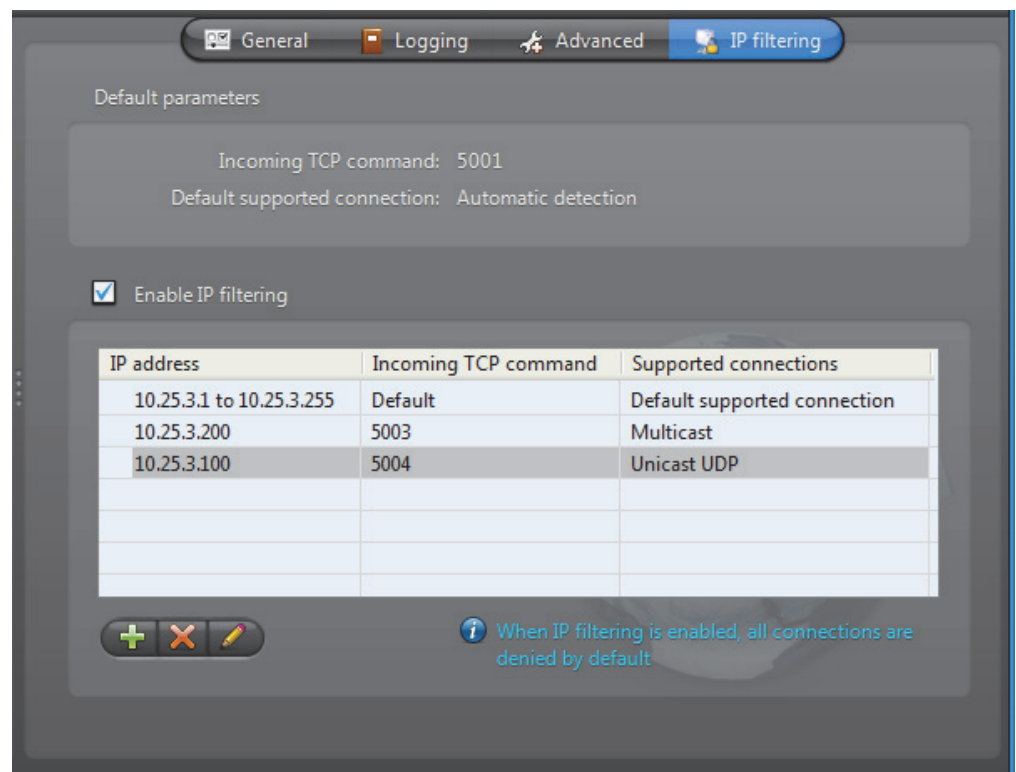 General Logging Advanced IP filtering
Default parameters
Incoming TCP command: 5001
Default supported connection: Automatic detection
Enable IP filtering
IP address Incoming TCP command Supported connections
10.25.3.1 to 10.25.3.255 Default Default supported connection
10.25.3.200 5003 Multicast
10.25.3.100 5004 Unicast UDP
When IP filtering is enabled, all connections are
denied by default